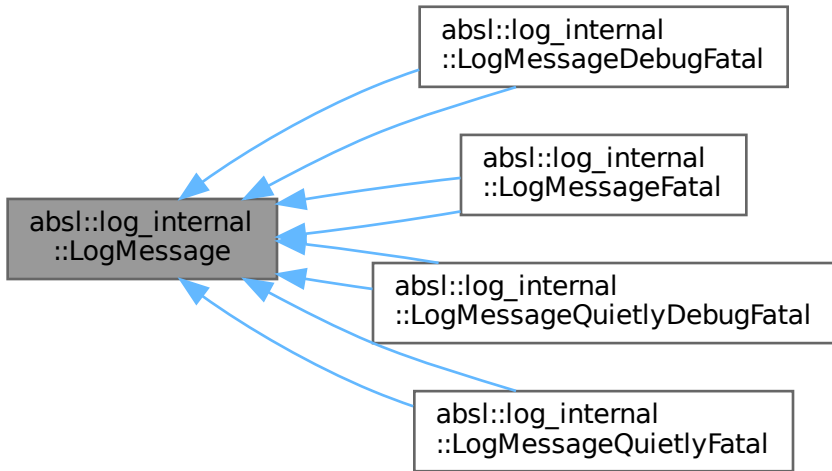 absl::log_internal
::LogMessageDebugFatal
absl::log_internal
::LogMessageFatal
absl::log_internal
::LogMessage
absl::log_internal
::LogMessageQuietlyDebugFatal
absl::log_internal
::LogMessageQuietlyFatal